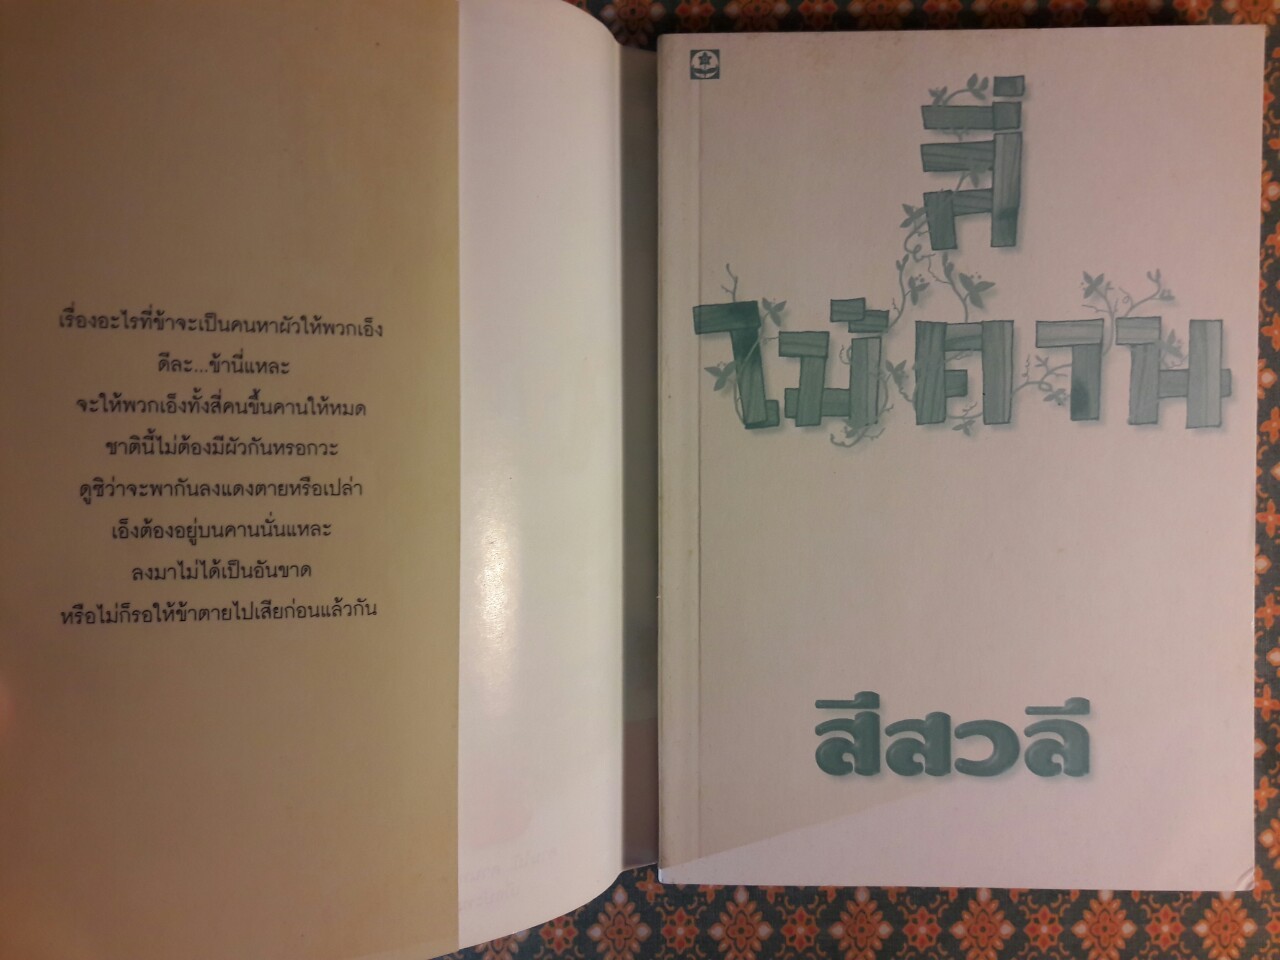 เรื่องอะไรที่ข้าจะเป็นคนหาผัวให้พวกเอ็ง
ดีละ...ข้านี่แหละ
จะให้พวกเอ็งทั้งสี่คนขึ้นคานให้หมด
ชาตินี้ไม่ต้องมีผัวกันหรอกวะ
ดูซิว่าจะพากันลงแดงตายหรือเปล่า
เอ็งต้องอยู่บนคานนั่นแหละ
ลงมาไม่ได้เป็นอันขาด
หรือไม่ก็รอให้ข้าตายไปเสียก่อนแล้วกัน
สี่
ไม้คาน
สีสวลี